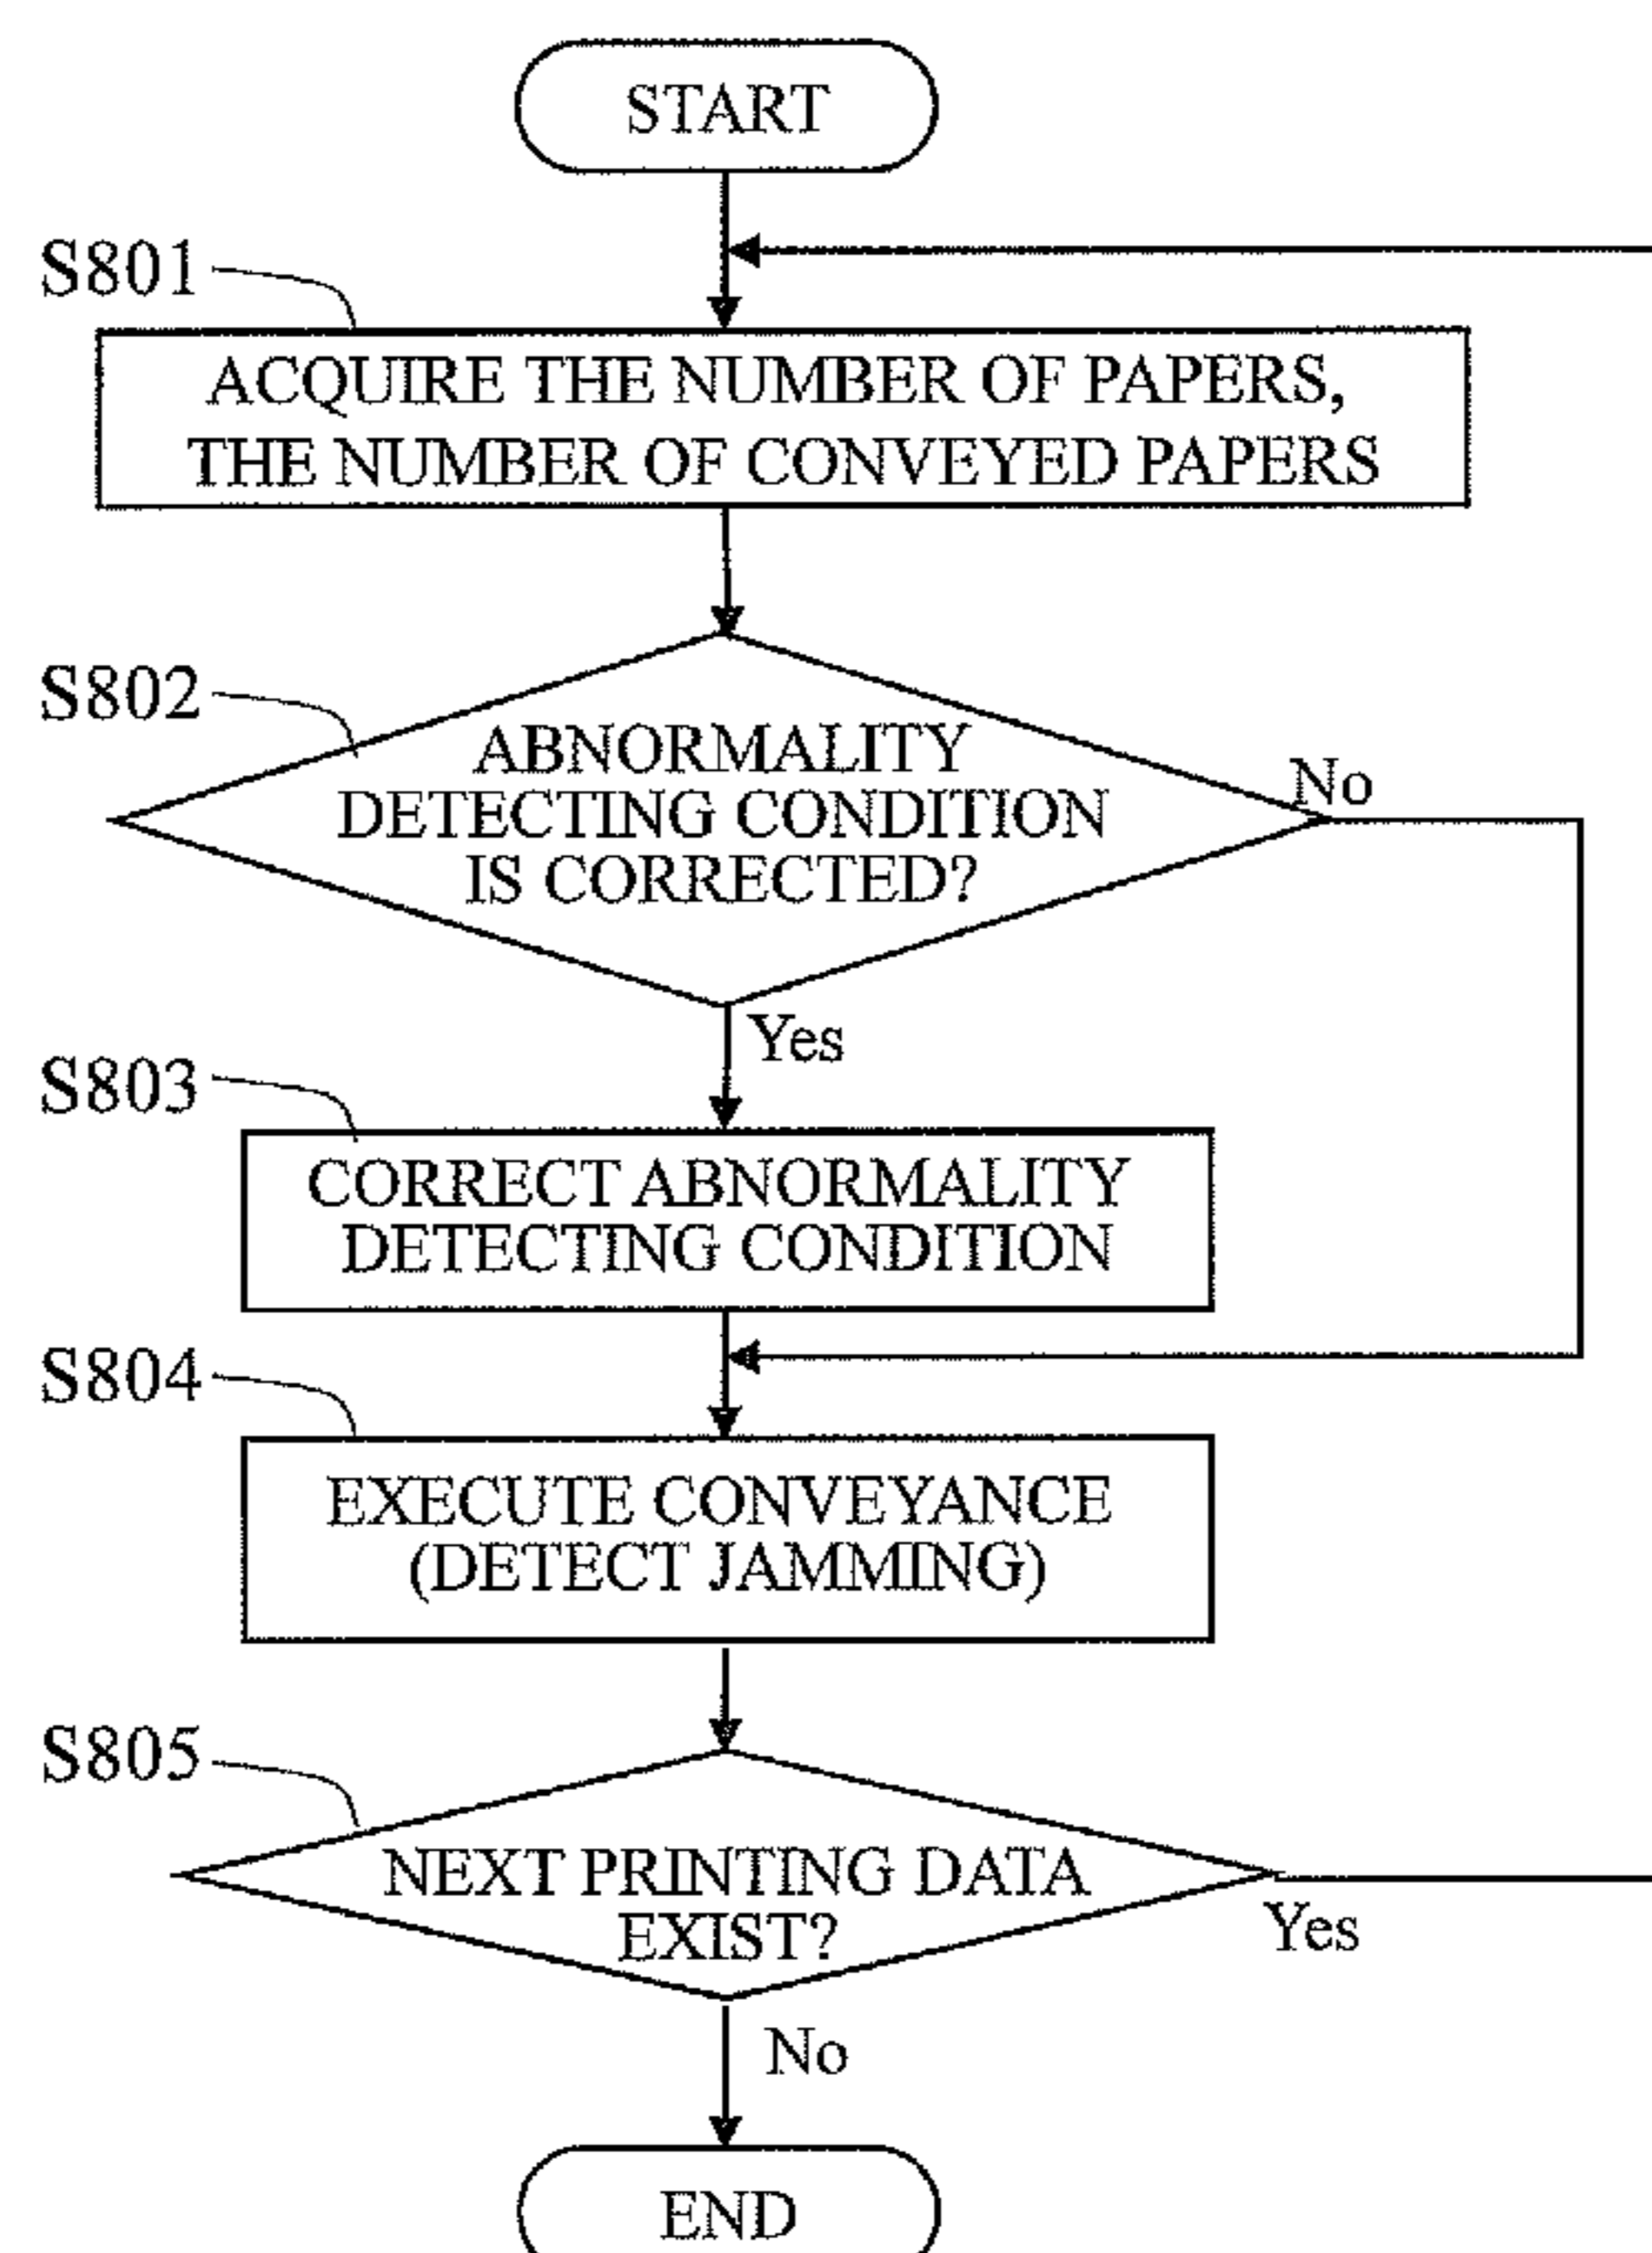 START
S801
ACQUIRE THE NUMBER OF PAPERS,
THE NUMBER OF CONVEYED PAPERS
S802
ABNORMALITY
DETECTING CONDITION
IS CORRECTED?
No
Yes
S803
CORRECT ABNORMALITY
DETECTING CONDITION
S804
EXECUTE CONVEYANCE
(DETECT JAMMING)
S805
NEXT PRINTING DATA
EXIST?
Yes
No
END